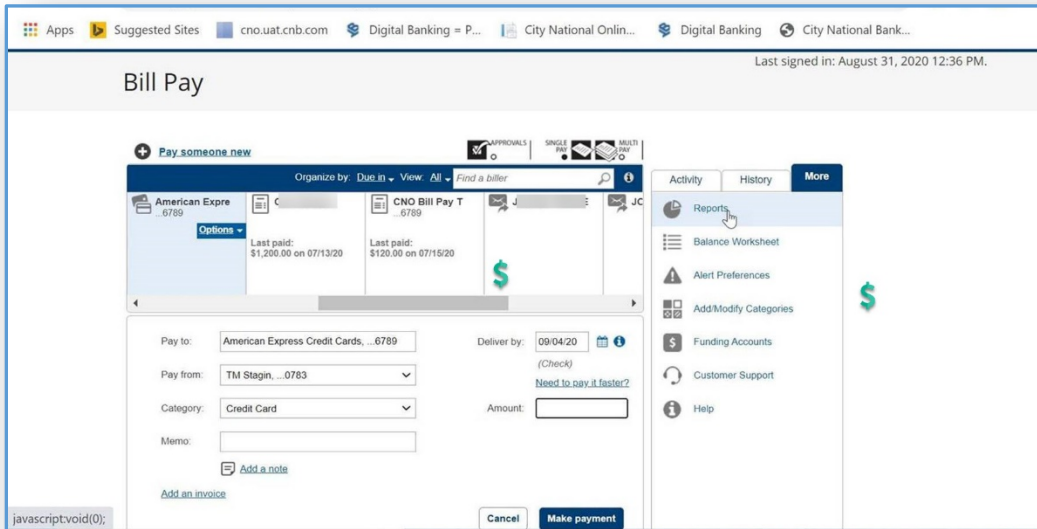 Apps Suggested Sites cno.uat.cnb.com Digital Banking = P... City National Onlin... Digital Banking City National Bank...
Last signed in: August 31, 2020 12:36 PM.
Bill Pay
Pay someone new
APPROVALS SINGLE PAY MULTI PAY
Organize by: Due in View: All Find a biller
Activity History More
American Expre
...6789
Options
CNO Bill Pay T
...6789
JC
Last paid:
$1,200.00 on 07/13/20
Last paid:
$120.00 on 07/15/20
$
Reports
Balance Worksheet
Alert Preferences
Add/Modify Categories
Funding Accounts
Customer Support
Help
$
Pay to: American Express Credit Cards, ...6789 Deliver by: 09/04/20
(Check)
Pay from: TM Stagin, ...0783
Need to pay it faster?
Category: Credit Card Amount:
Memo:
Add a note
Add an invoice
Cancel Make payment
javascript:void(0);